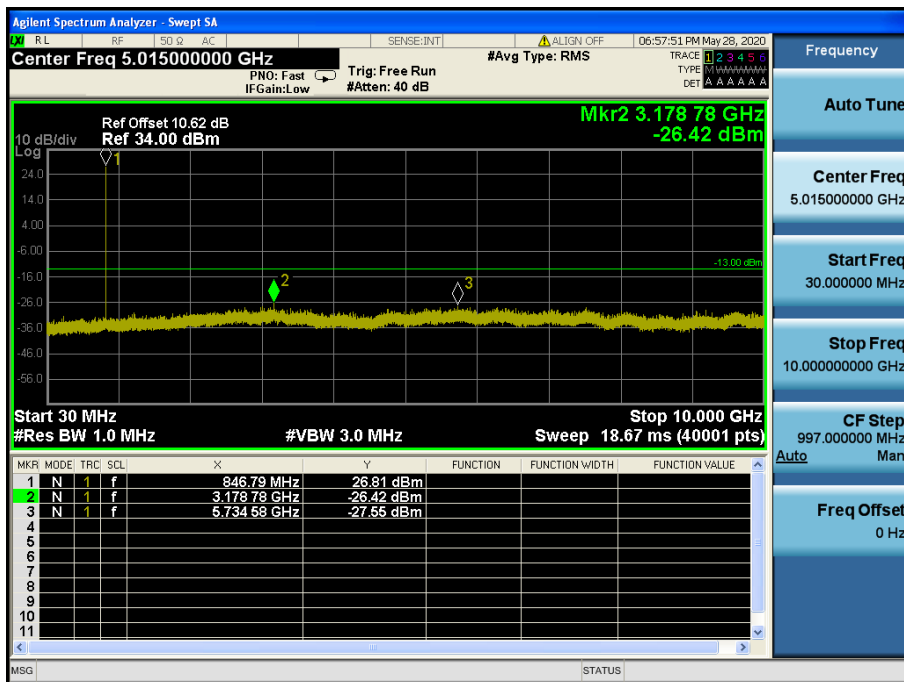 Agilent Spectrum Analyzer - Swept SA
LXI RL RF 50 Ω AC SENSE:INT ALIGN OFF 06:57:51 PM May 28, 2020
Center Freq 5.015000000 GHz
PNO: Fast
IFGain:Low
Trig: Free Run
#Atten: 40 dB
#Avg Type: RMS
TRACE 1 2 3 4 5 6
TYPE M WWWWW
DET A A A A A A
Mkr2 3.178 78 GHz
-26.42 dBm
Ref Offset 10.62 dB
10 dB/div Ref 34.00 dBm
Log
1
24.0
14.0
4.00
-6.00
-13.00 dBm
-16.0
2
3
-26.0
-36.0
-46.0
-56.0
Start 30 MHz Stop 10.000 GHz
#Res BW 1.0 MHz #VBW 3.0 MHz Sweep 18.67 ms (40001 pts)
MKR MODE TRC SCL X Y FUNCTION FUNCTION WIDTH FUNCTION VALUE
1 N 1 f 846.79 MHz 26.81 dBm
2 N 1 f 3.178 78 GHz -26.42 dBm
3 N 1 f 5.734 58 GHz -27.55 dBm
4
5
6
7
8
9
10
11
MSG STATUS
Frequency
Auto Tune
Center Freq
5.015000000 GHz
Start Freq
30.000000 MHz
Stop Freq
10.000000000 GHz
CF Step
997.000000 MHz
Auto Man
Freq Offset
0 Hz